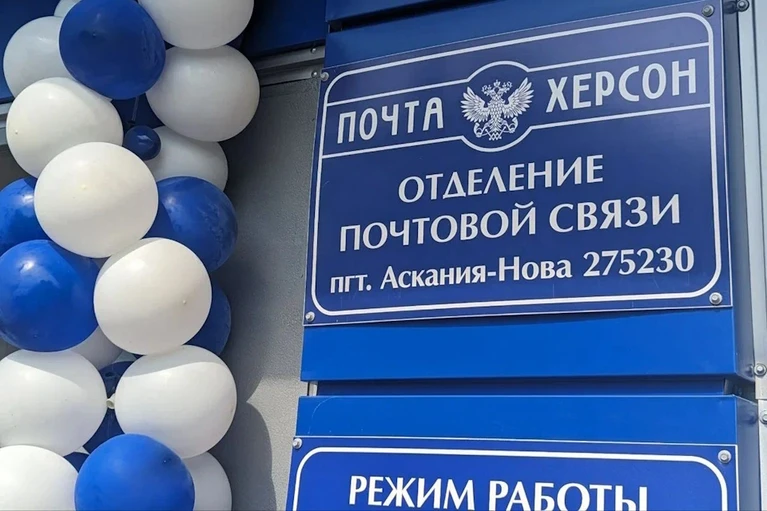 ПОЧТА ХЕРСОН
ОТДЕЛЕНИЕ
ПОЧТОВОЙ СВЯЗИ
пгт. Аскания-Нова 275230
РЕЖИМ РАБОТЫ